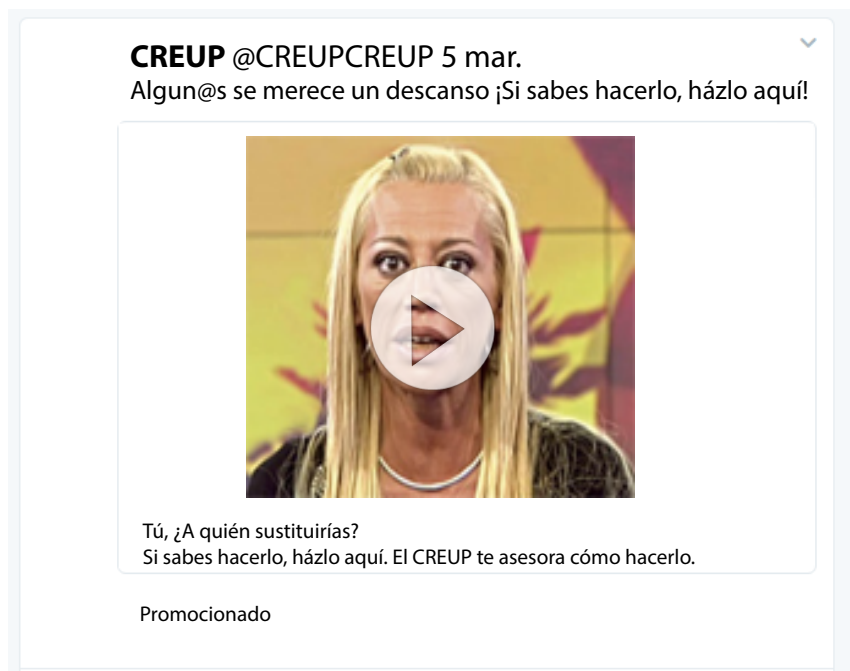 CREUP @CREUPCREUP 5 mar.
Algun@s se merece un descanso ¡Si sabes hacerlo, házlo aquí!
Tú, ¿A quién sustituirías?
Si sabes hacerlo, házlo aquí. El CREUP te asesora cómo hacerlo.
Promocionado